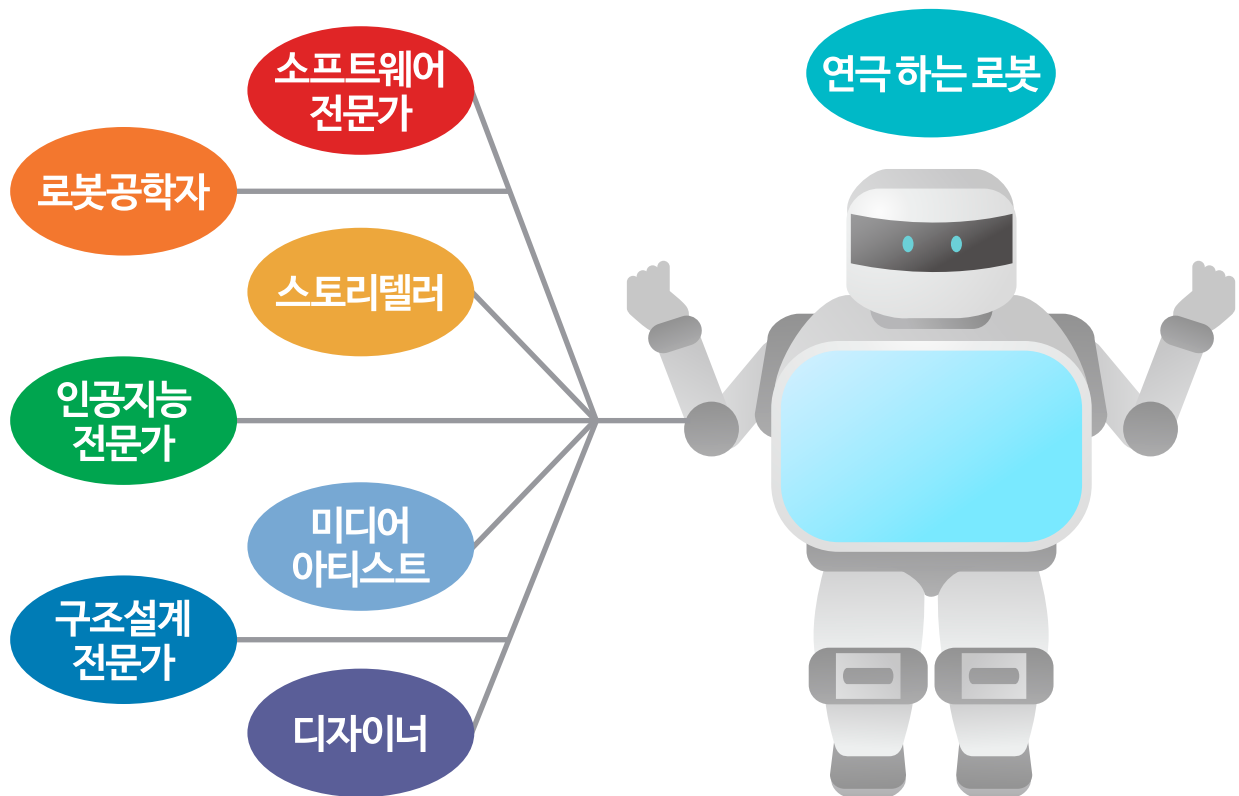 소프트웨어
전문가
연극 하는 로봇
로봇공학자
스토리텔러
인공지능
전문가
미디어
아티스트
구조설계
전문가
디자이너